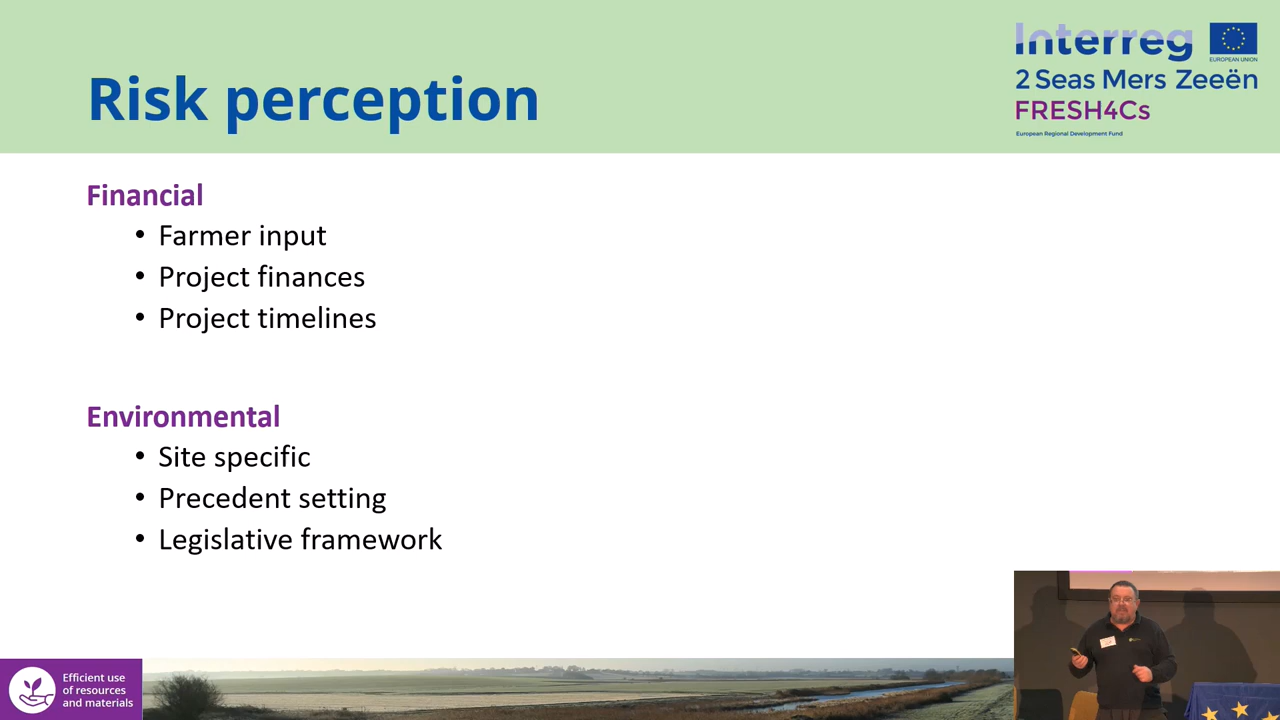 Risk perception
Interreg
EUROPEAN UNION
2 Seas Mers Zeeën
FRESH4Cs
European Regional Development Fund
Financial
• Farmer input
• Project finances
• Project timelines
Environmental
• Site specific
• Precedent setting
• Legislative framework
Efficient use
of resources
and materials